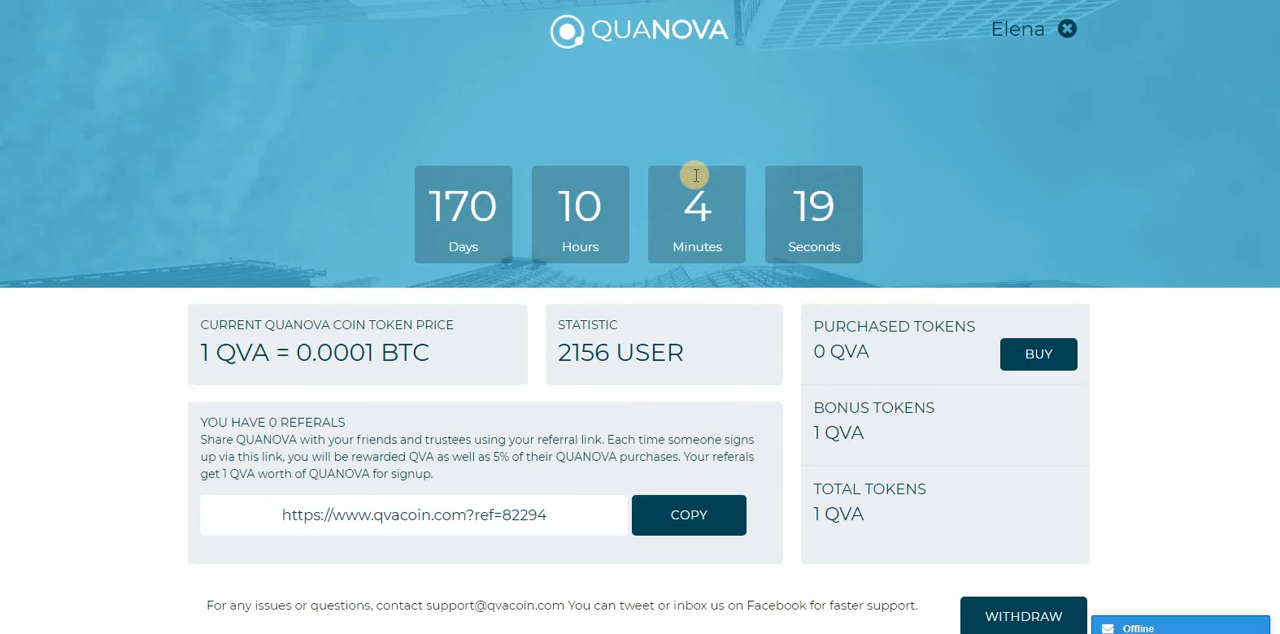 QUANOVA
Elena
170
10
4
19
Days
Hours
Minutes
Seconds
CURRENT QUANOVA COIN TOKEN PRICE
1 QVA = 0.0001 BTC
STATISTIC
2156 USER
PURCHASED TOKENS
0 QVA
BUY
BONUS TOKENS
1 QVA
TOTAL TOKENS
1 QVA
YOU HAVE 0 REFERALS
Share QUANOVA with your friends and trustees using your referral link. Each time someone signs
up via this link, you will be rewarded QVA as well as 5% of their QUANOVA purchases. Your referals
get 1 QVA worth of QUANOVA for signup.
https://www.qvacoin.com?ref=82294
COPY
For any issues or questions, contact support@qvacoin.com You can tweet or inbox us on Facebook for faster support.
WITHDRAW
Offline